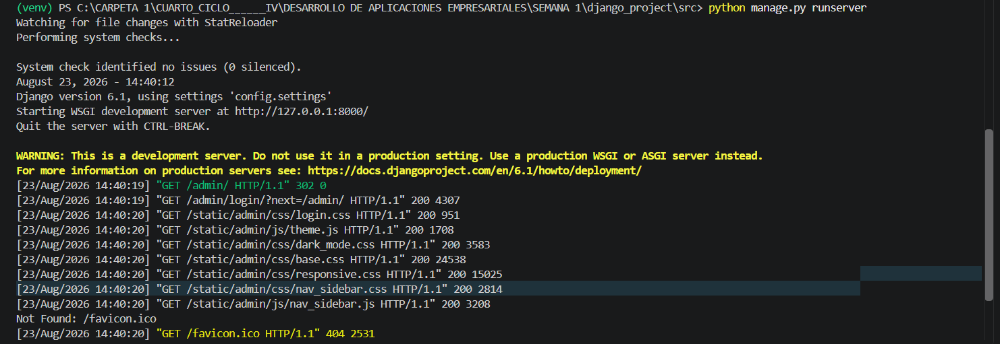 (venv) PS C:\CARPETA 1\CUARTO_CICLO______IV\DESARROLLO DE APLICACIONES EMPRESARIALES\SEMANA 1\django_project\src> python manage.py runserver
Watching for file changes with StatReloader
Performing system checks...
System check identified no issues (0 silenced).
August 23, 2026 - 14:40:12
Django version 6.1, using settings 'config.settings'
Starting WSGI development server at http://127.0.0.1:8000/
Quit the server with CTRL-BREAK.
WARNING: This is a development server. Do not use it in a production setting. Use a production WSGI or ASGI server instead.
For more information on production servers see: https://docs.djangoproject.com/en/6.1/howto/deployment/
[23/Aug/2026 14:40:19] "GET /admin/ HTTP/1.1" 302 0
[23/Aug/2026 14:40:19] "GET /admin/login/?next=/admin/ HTTP/1.1" 200 4307
[23/Aug/2026 14:40:20] "GET /static/admin/css/login.css HTTP/1.1" 200 951
[23/Aug/2026 14:40:20] "GET /static/admin/js/theme.js HTTP/1.1" 200 1708
[23/Aug/2026 14:40:20] "GET /static/admin/css/dark_mode.css HTTP/1.1" 200 3583
[23/Aug/2026 14:40:20] "GET /static/admin/css/base.css HTTP/1.1" 200 24538
[23/Aug/2026 14:40:20] "GET /static/admin/css/responsive.css HTTP/1.1" 200 15025
[23/Aug/2026 14:40:20] "GET /static/admin/css/nav_sidebar.css HTTP/1.1" 200 2814
[23/Aug/2026 14:40:20] "GET /static/admin/js/nav_sidebar.js HTTP/1.1" 200 3208
Not Found: /favicon.ico
[23/Aug/2026 14:40:20] "GET /favicon.ico HTTP/1.1" 404 2531